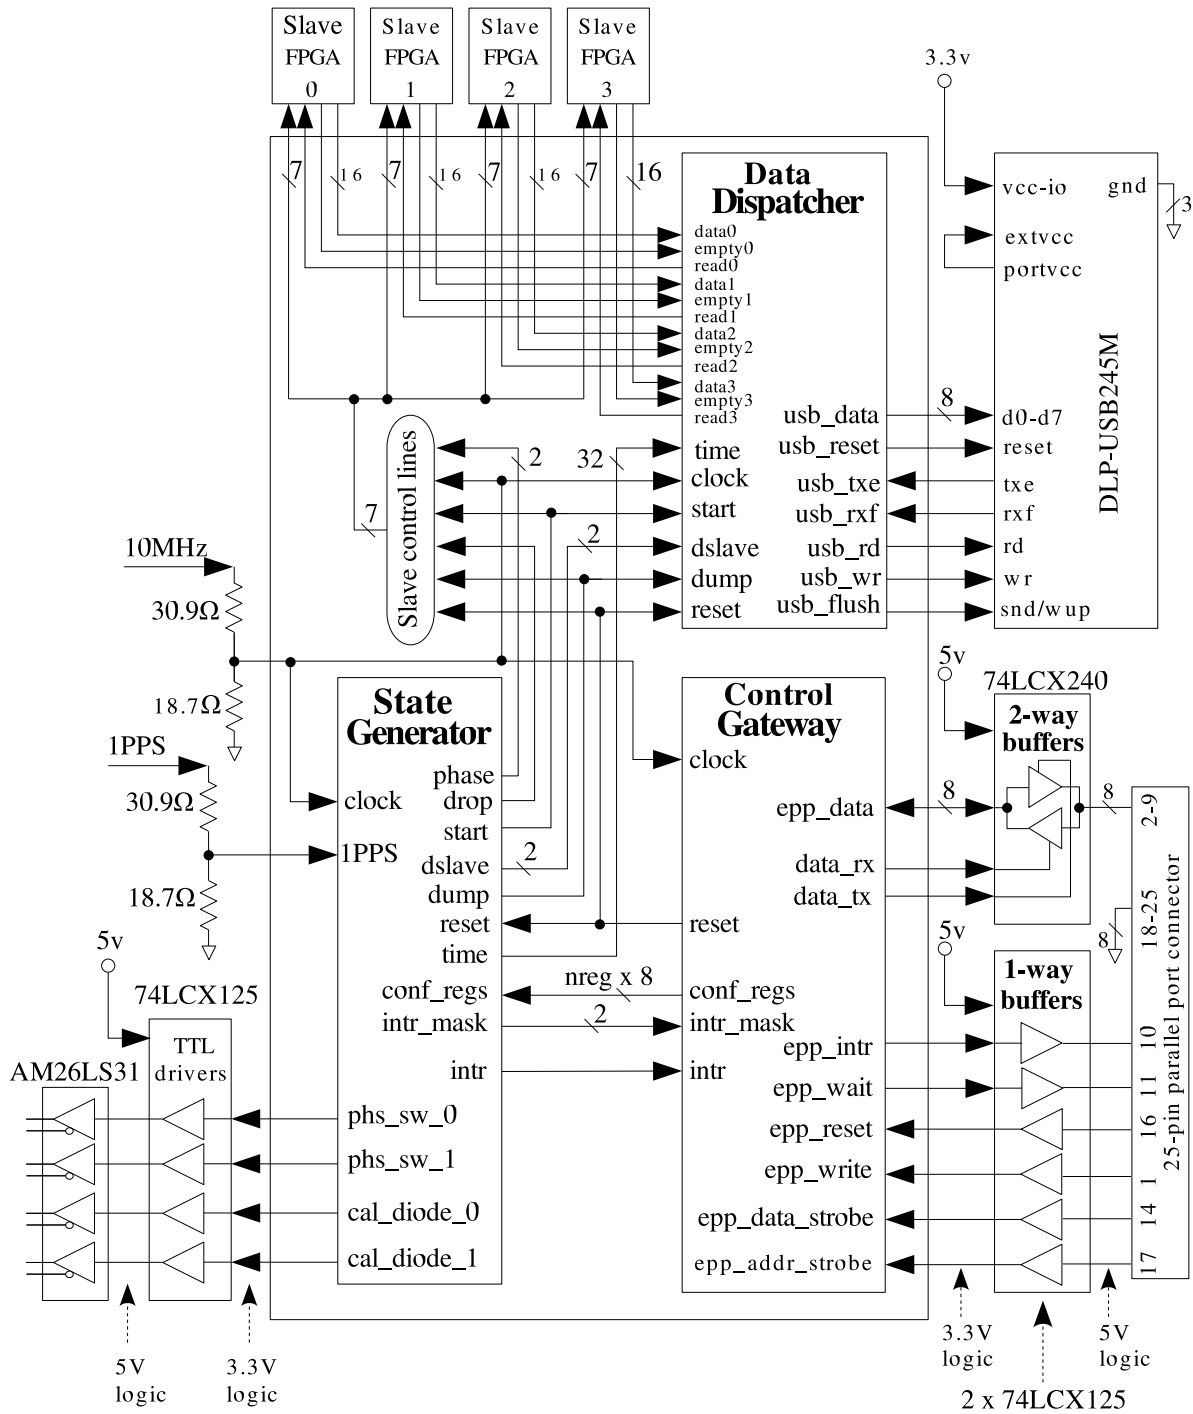 Slave
FPGA
0
Slave
FPGA
1
Slave
FPGA
2
Slave
FPGA
3
7
16
7
16
7
16
7
16
Data
Dispatcher
data0
empty0
read0
data1
empty1
read1
data2
empty2
read2
data3
empty3
read3
time
clock
start
dslave
dump
reset
usb_data
usb_reset
usb_txe
usb_rxf
usb_rd
usb_wr
usb_flush
8
3.3v
vcc-io
gnd
3
extvcc
portvcc
DLP-USB245M
d0-d7
reset
txe
rxf
rd
wr
snd/wup
Slave control lines
7
2
32
2
10MHz
30.9Ω
18.7Ω
1PPS
30.9Ω
18.7Ω
State
Generator
clock
1PPS
phase
drop
start
dslave
dump
reset
time
conf_regs
intr_mask
intr
phs_sw_0
phs_sw_1
cal_diode_0
cal_diode_1
2
nreg x 8
2
Control
Gateway
clock
epp_data
data_rx
data_tx
reset
conf_regs
intr_mask
intr
epp_intr
epp_wait
epp_reset
epp_write
epp_data_strobe
epp_addr_strobe
8
5v
74LCX240
2-way
buffers
8
5v
1-way
buffers
25-pin parallel port connector
2-9
18-25
8
10
11
16
1
14
17
5v
74LCX125
TTL
drivers
AM26LS31
5V
logic
3.3V
logic
3.3V
logic
5V
logic
2 x 74LCX125